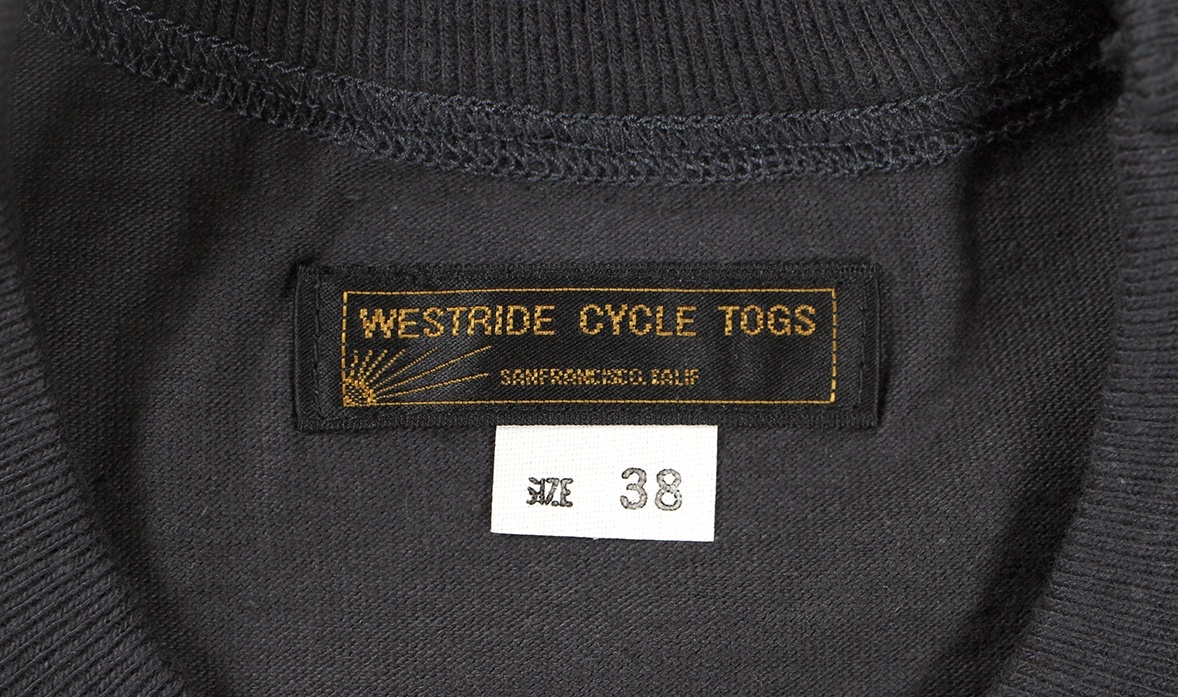 WESTRIDE CYCLE TOGS
SANFRANCISCO. CALIF
SIZE 38